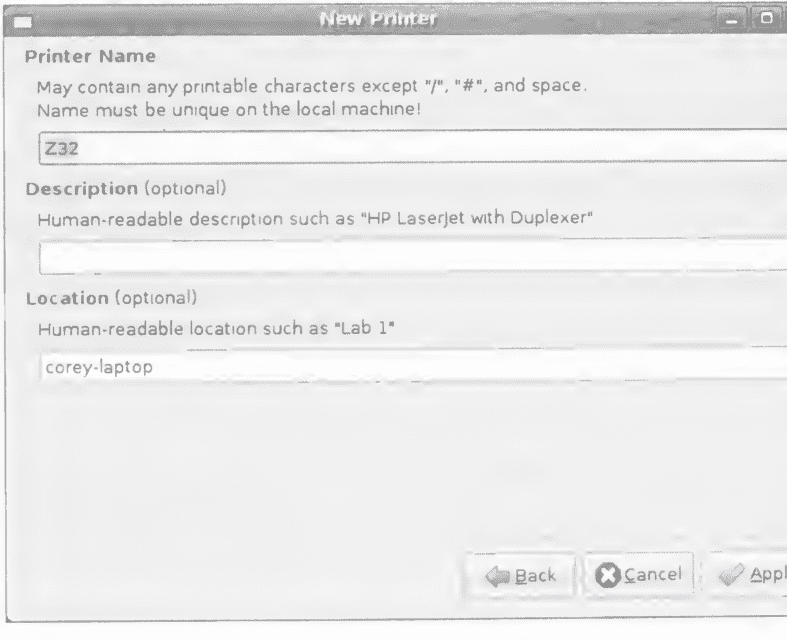 New Printer
Printer Name
May contain any printable characters except "/", "#", and space.
Name must be unique on the local machine!
Z32
Description (optional)
Human-readable description such as "HP LaserJet with Duplexer"
Location (optional)
Human-readable location such as "Lab 1"
corey-laptop
Back Cancel Appl